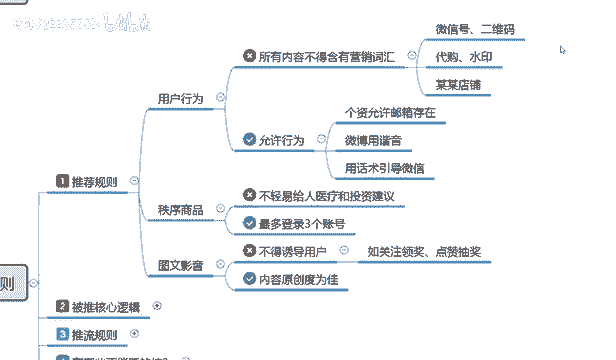 bilibili
微信号、二维码
所有内容不得含有营销词汇
代购、水印
某某店铺
用户行为
个资允许邮箱存在
允许行为
微博用谐音
用话术引导微信
1 推荐规则
不轻易给人医疗和投资建议
秩序商品
最多登录3个账号
不得诱导用户
如关注领奖、点赞抽奖
图文影音
内容原创度为佳
则
2 被推核心逻辑
3 推流规则